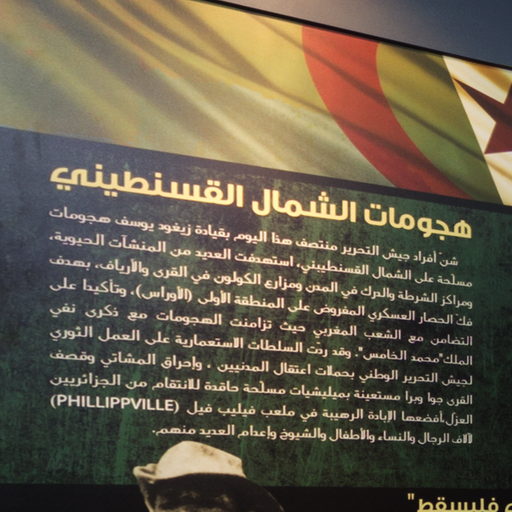 هجومات الشمال القسنطيني
شنّ أفراد جيش التحرير منتصف هذا اليوم بقيادة زيغود يوسف هجومات
مسلّحة على الشمال القسنطيني، استهدفت العديد من المنشآت الحيوية،
ومراكز الشرطة والدرك في المدن ومزارع الكولون في القرى والأرياف، بهدف
فكّ الحصار العسكري المفروض على المنطقة الأولى (الأوراس)، وتأكيدا على
التضامن مع الشعب المغربي حيث تزامنت الهجومات مع ذكرى نفي
الملك"محمد الخامس". وقد ردّت السلطات الاستعمارية على العمل الثوري
لجيش التحرير الوطني بحملات اعتقال المدنيين ، وإحراق المشاتي وقصف
القرى جوا وبرا مستعينة بميليشيات مسلّحة حاقدة للانتقام من الجزائريين
العزل،أفضعها الإبادة الرهيبة في ملعب فيليب فيل (PHILLIPPVILLE)
لآلاف الرجال والنساء والأطفال والشيوخ وإعدام العديد منهم.
فليسقط"